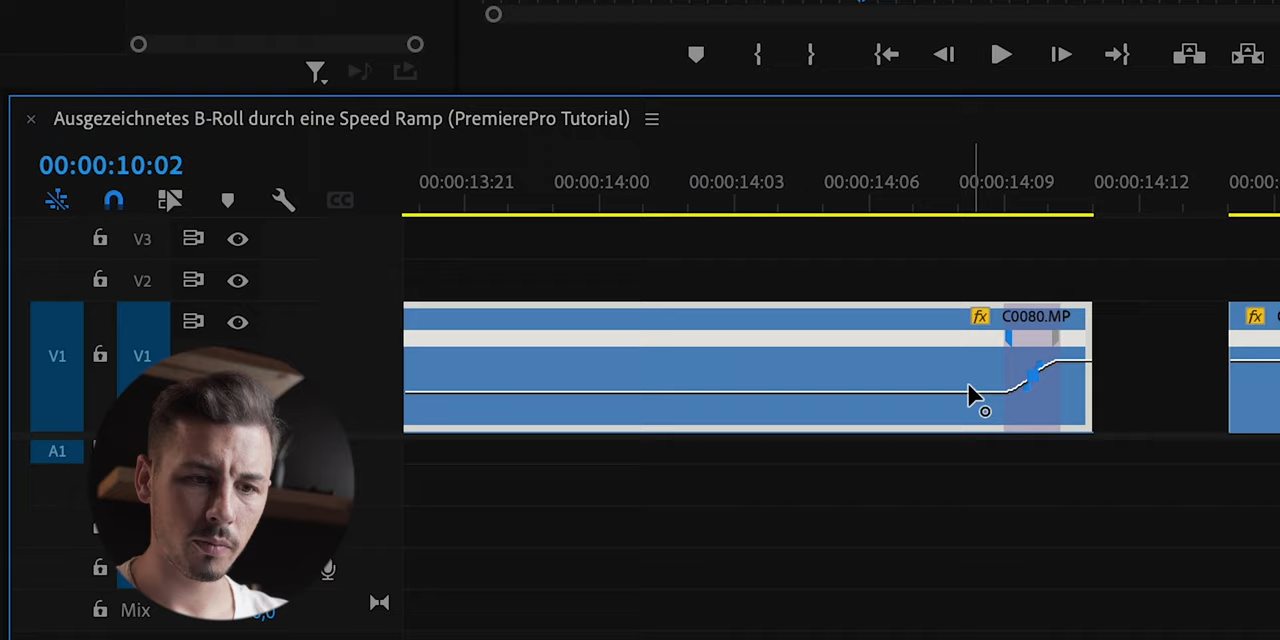 Ausgezeichnetes B-Roll durch eine Speed Ramp (PremierePro Tutorial)
00:00:10:02
00:00:13:21 00:00:14:00 00:00:14:03 00:00:14:06 00:00:14:09 00:00:14:12 00:00:
CC
V3
V2
fx C0080.MP fx
V1 V1
A1
Mix